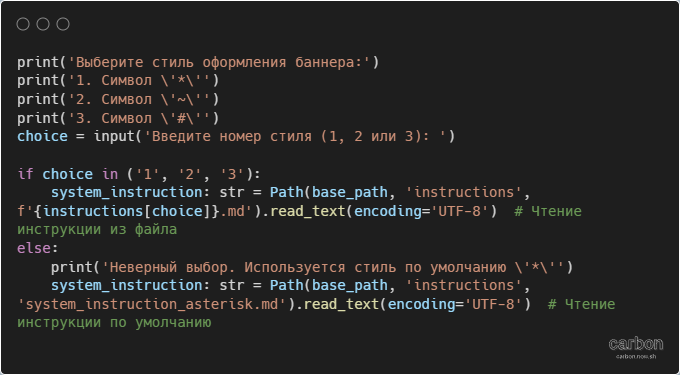 print('Выберите стиль оформления баннера:')
print('1. Символ \'*\'')
print('2. Символ \'~\'')
print('3. Символ \'#\'')
choice = input('Введите номер стиля (1, 2 или 3): ')
if choice in ('1', '2', '3'):
    system_instruction: str = Path(base_path, 'instructions',
f'{instructions[choice]}.md').read_text(encoding='UTF-8')  # Чтение
инструкции из файла
else:
    print('Неверный выбор. Используется стиль по умолчанию \'*\'')
    system_instruction: str = Path(base_path, 'instructions',
'system_instruction_asterisk.md').read_text(encoding='UTF-8')  # Чтение
инструкции по умолчанию
carbon
carbon.now.sh